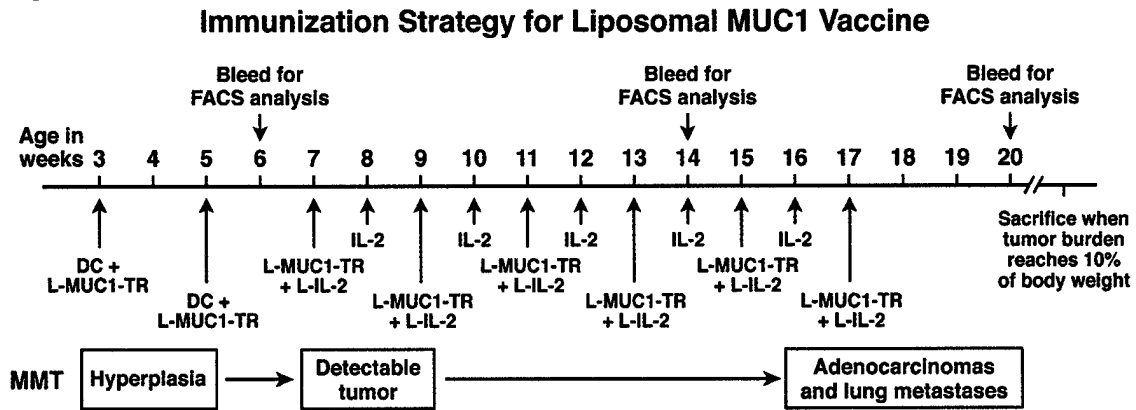 Immunization Strategy for Liposomal MUC1 Vaccine
Bleed for
FACS analysis
Bleed for
FACS analysis
Bleed for
FACS analysis
Age in
weeks 3 4 5 6 7 8 9 10 11 12 13 14 15 16 17 18 19 20
IL-2
IL-2
IL-2
IL-2
IL-2
DC +
L-MUC1-TR
DC +
L-MUC1-TR
L-MUC1-TR
+ L-IL-2
L-MUC1-TR
+ L-IL-2
L-MUC1-TR
+ L-IL-2
L-MUC1-TR
+ L-IL-2
L-MUC1-TR
+ L-IL-2
L-MUC1-TR
+ L-IL-2
Sacrifice when
tumor burden
reaches 10%
of body weight
MMT
Hyperplasia
Detectable
tumor
Adenocarcinomas
and lung metastases